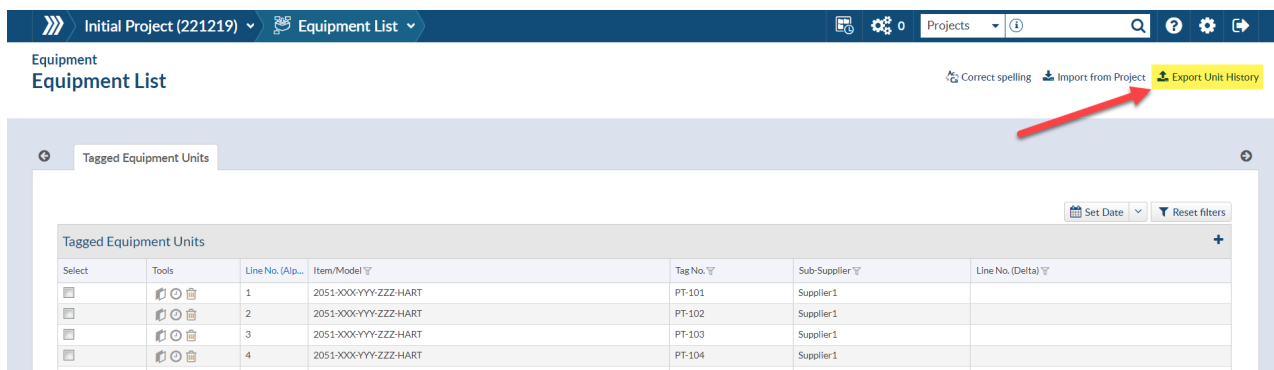 Initial Project (221219) Equipment List 0 Projects
Equipment
Equipment List
Correct spelling Import from Project Export Unit History
Tagged Equipment Units
Set Date Reset filters
Tagged Equipment Units +
Select Tools Line No. (Alp... Item/Model Tag No. Sub-Supplier Line No. (Delta)
1 2051-XXX-YYY-ZZZ-HART PT-101 Supplier1
2 2051-XXX-YYY-ZZZ-HART PT-102 Supplier1
3 2051-XXX-YYY-ZZZ-HART PT-103 Supplier1
4 2051-XXX-YYY-ZZZ-HART PT-104 Supplier1